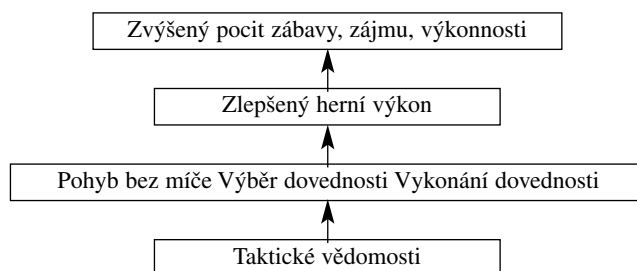 Zvýšený pocit zábavy, zájmu, výkonnosti
Zlepšený herní výkon
Pohyb bez míče Výběr dovednosti Vykonání dovednosti
Taktické vědomosti